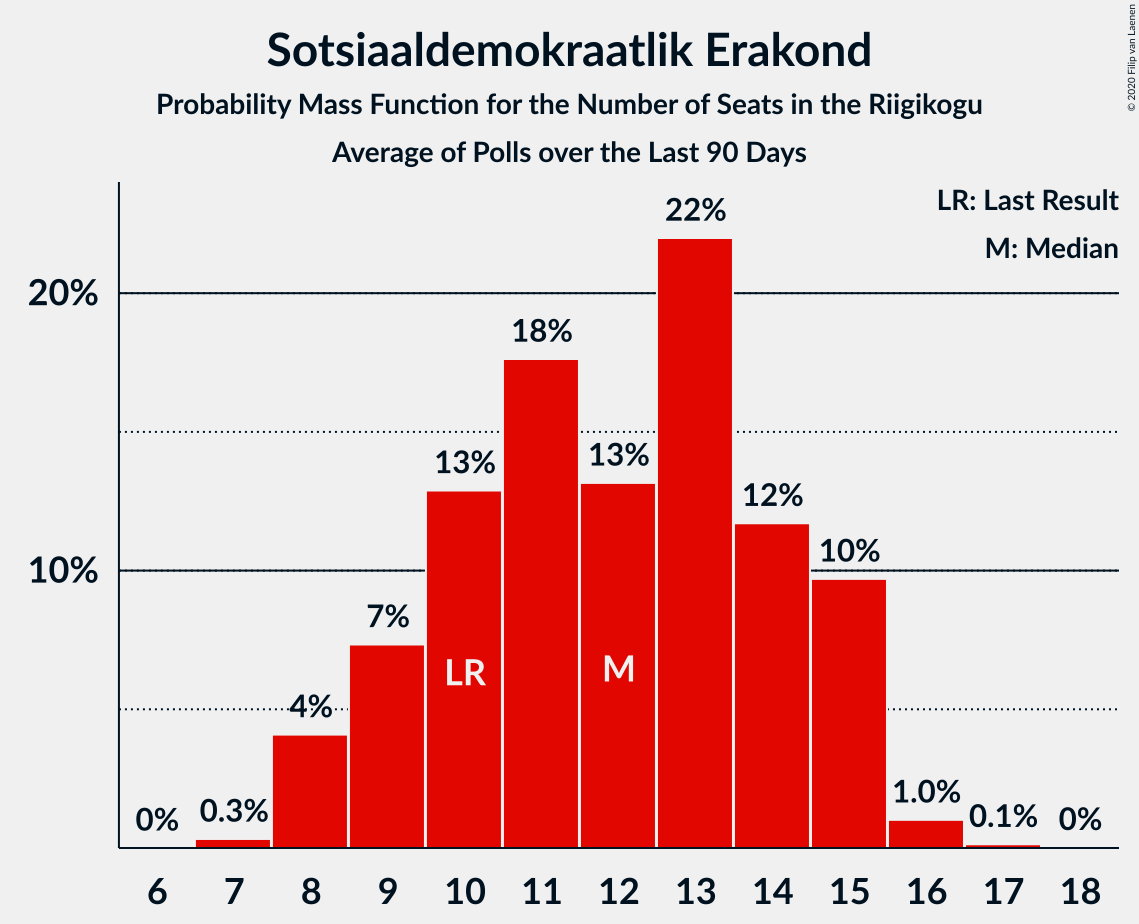 Sotsiaaldemokraatlik Erakond
Probability Mass Function for the Number of Seats in the Riigikogu
Average of Polls over the Last 90 Days
© 2020 Filip van Laenen
LR: Last Result
M: Median
20%
10%
0%
0.3%
4%
7%
13%
18%
13%
22%
12%
10%
1.0%
0.1%
0%
LR
M
6 7 8 9 10 11 12 13 14 15 16 17 18